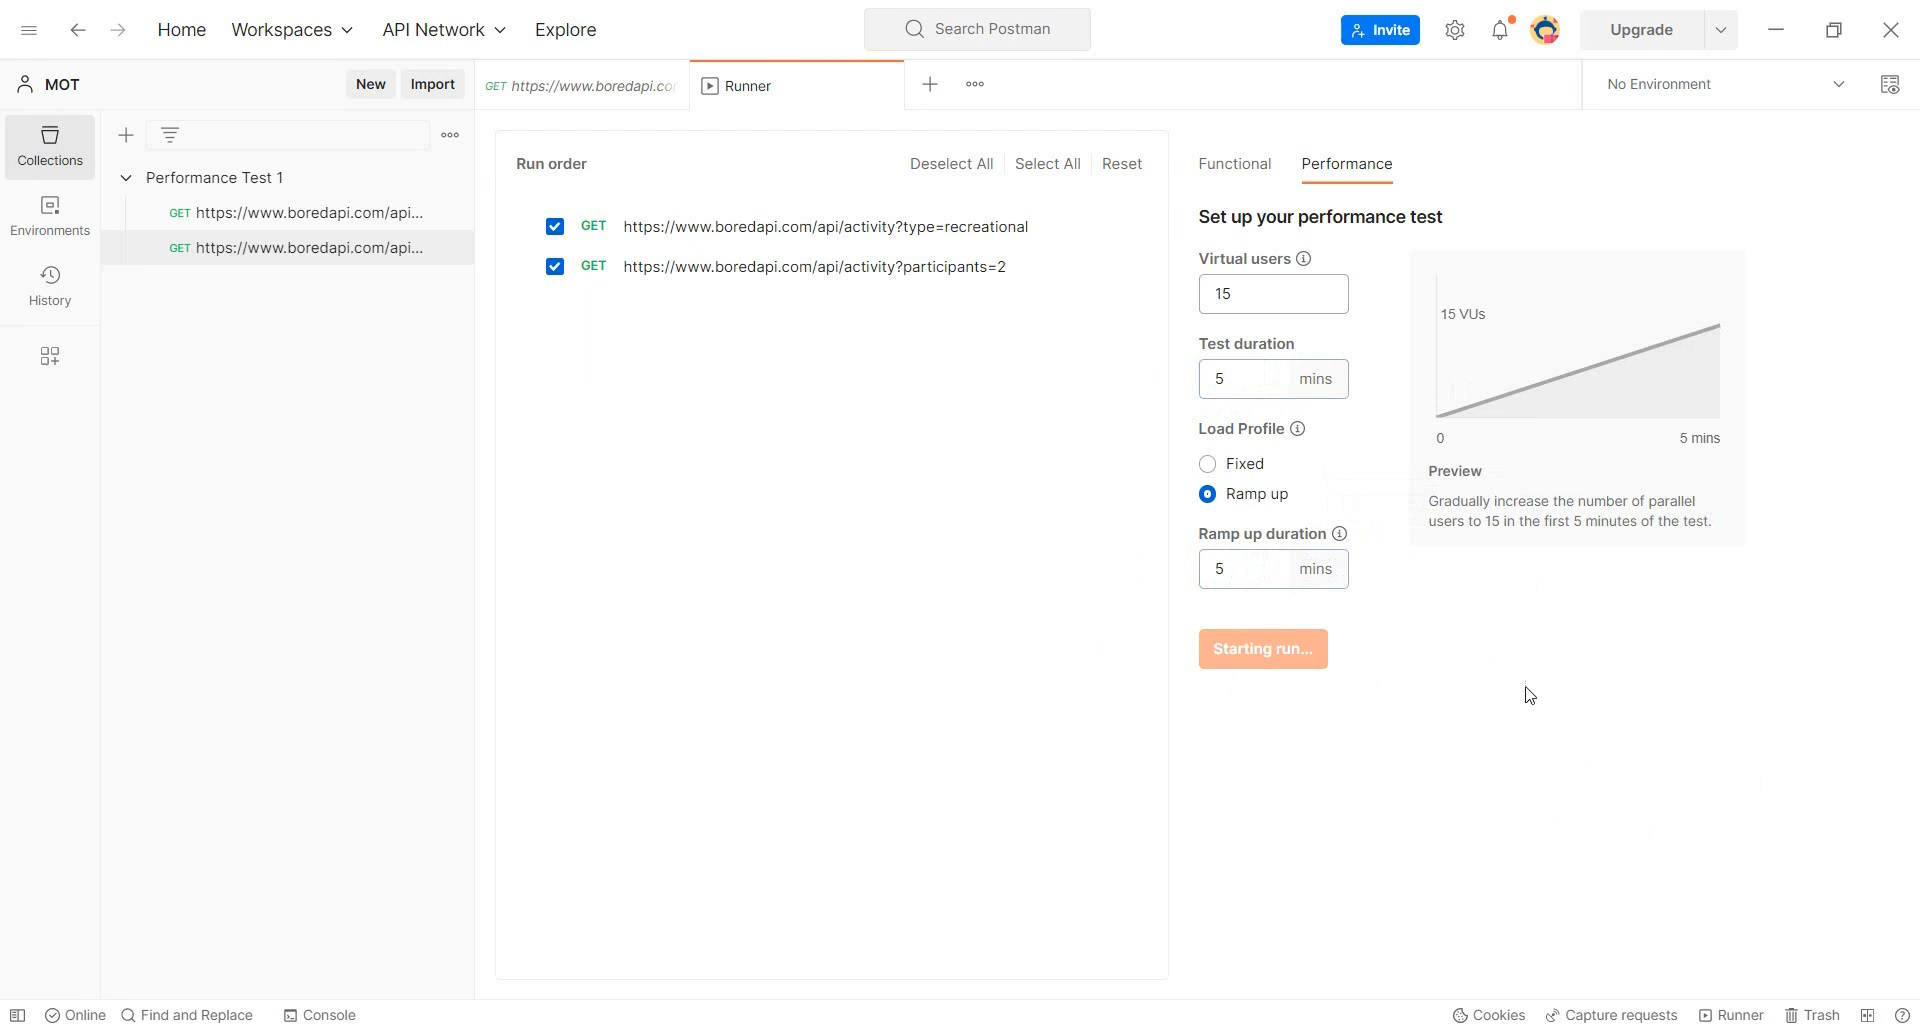 Home Workspaces API Network Explore Search Postman Invite Upgrade
MOT New Import GET https://www.boredapi.co Runner No Environment
Collections
Environments
History
Performance Test 1
GET https://www.boredapi.com/api...
GET https://www.boredapi.com/api...
Run order Deselect All Select All Reset
GET https://www.boredapi.com/api/activity?type=recreational
GET https://www.boredapi.com/api/activity?participants=2
Functional Performance
Set up your performance test
Virtual users
15
Test duration
5 mins
Load Profile
Fixed
Ramp up
Ramp up duration
5 mins
Starting run...
15 VUs
0 5 mins
Preview
Gradually increase the number of parallel
users to 15 in the first 5 minutes of the test.
Online Find and Replace Console Cookies Capture requests Runner Trash